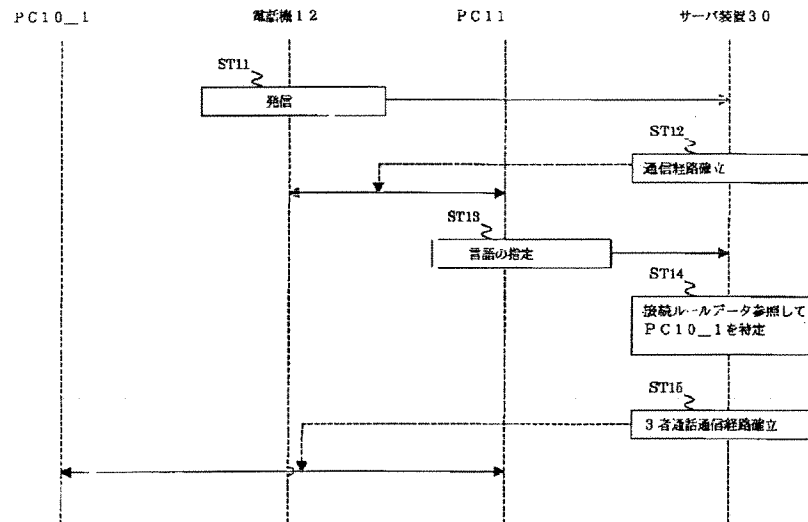 PC10__1
電話機12
PC11
サーバ装置30
ST11
発信
ST12
通信経路確立
ST13
言語の指定
ST14
接続ルールデータ参照して
PC10__1を特定
ST15
3者通話通信経路確立